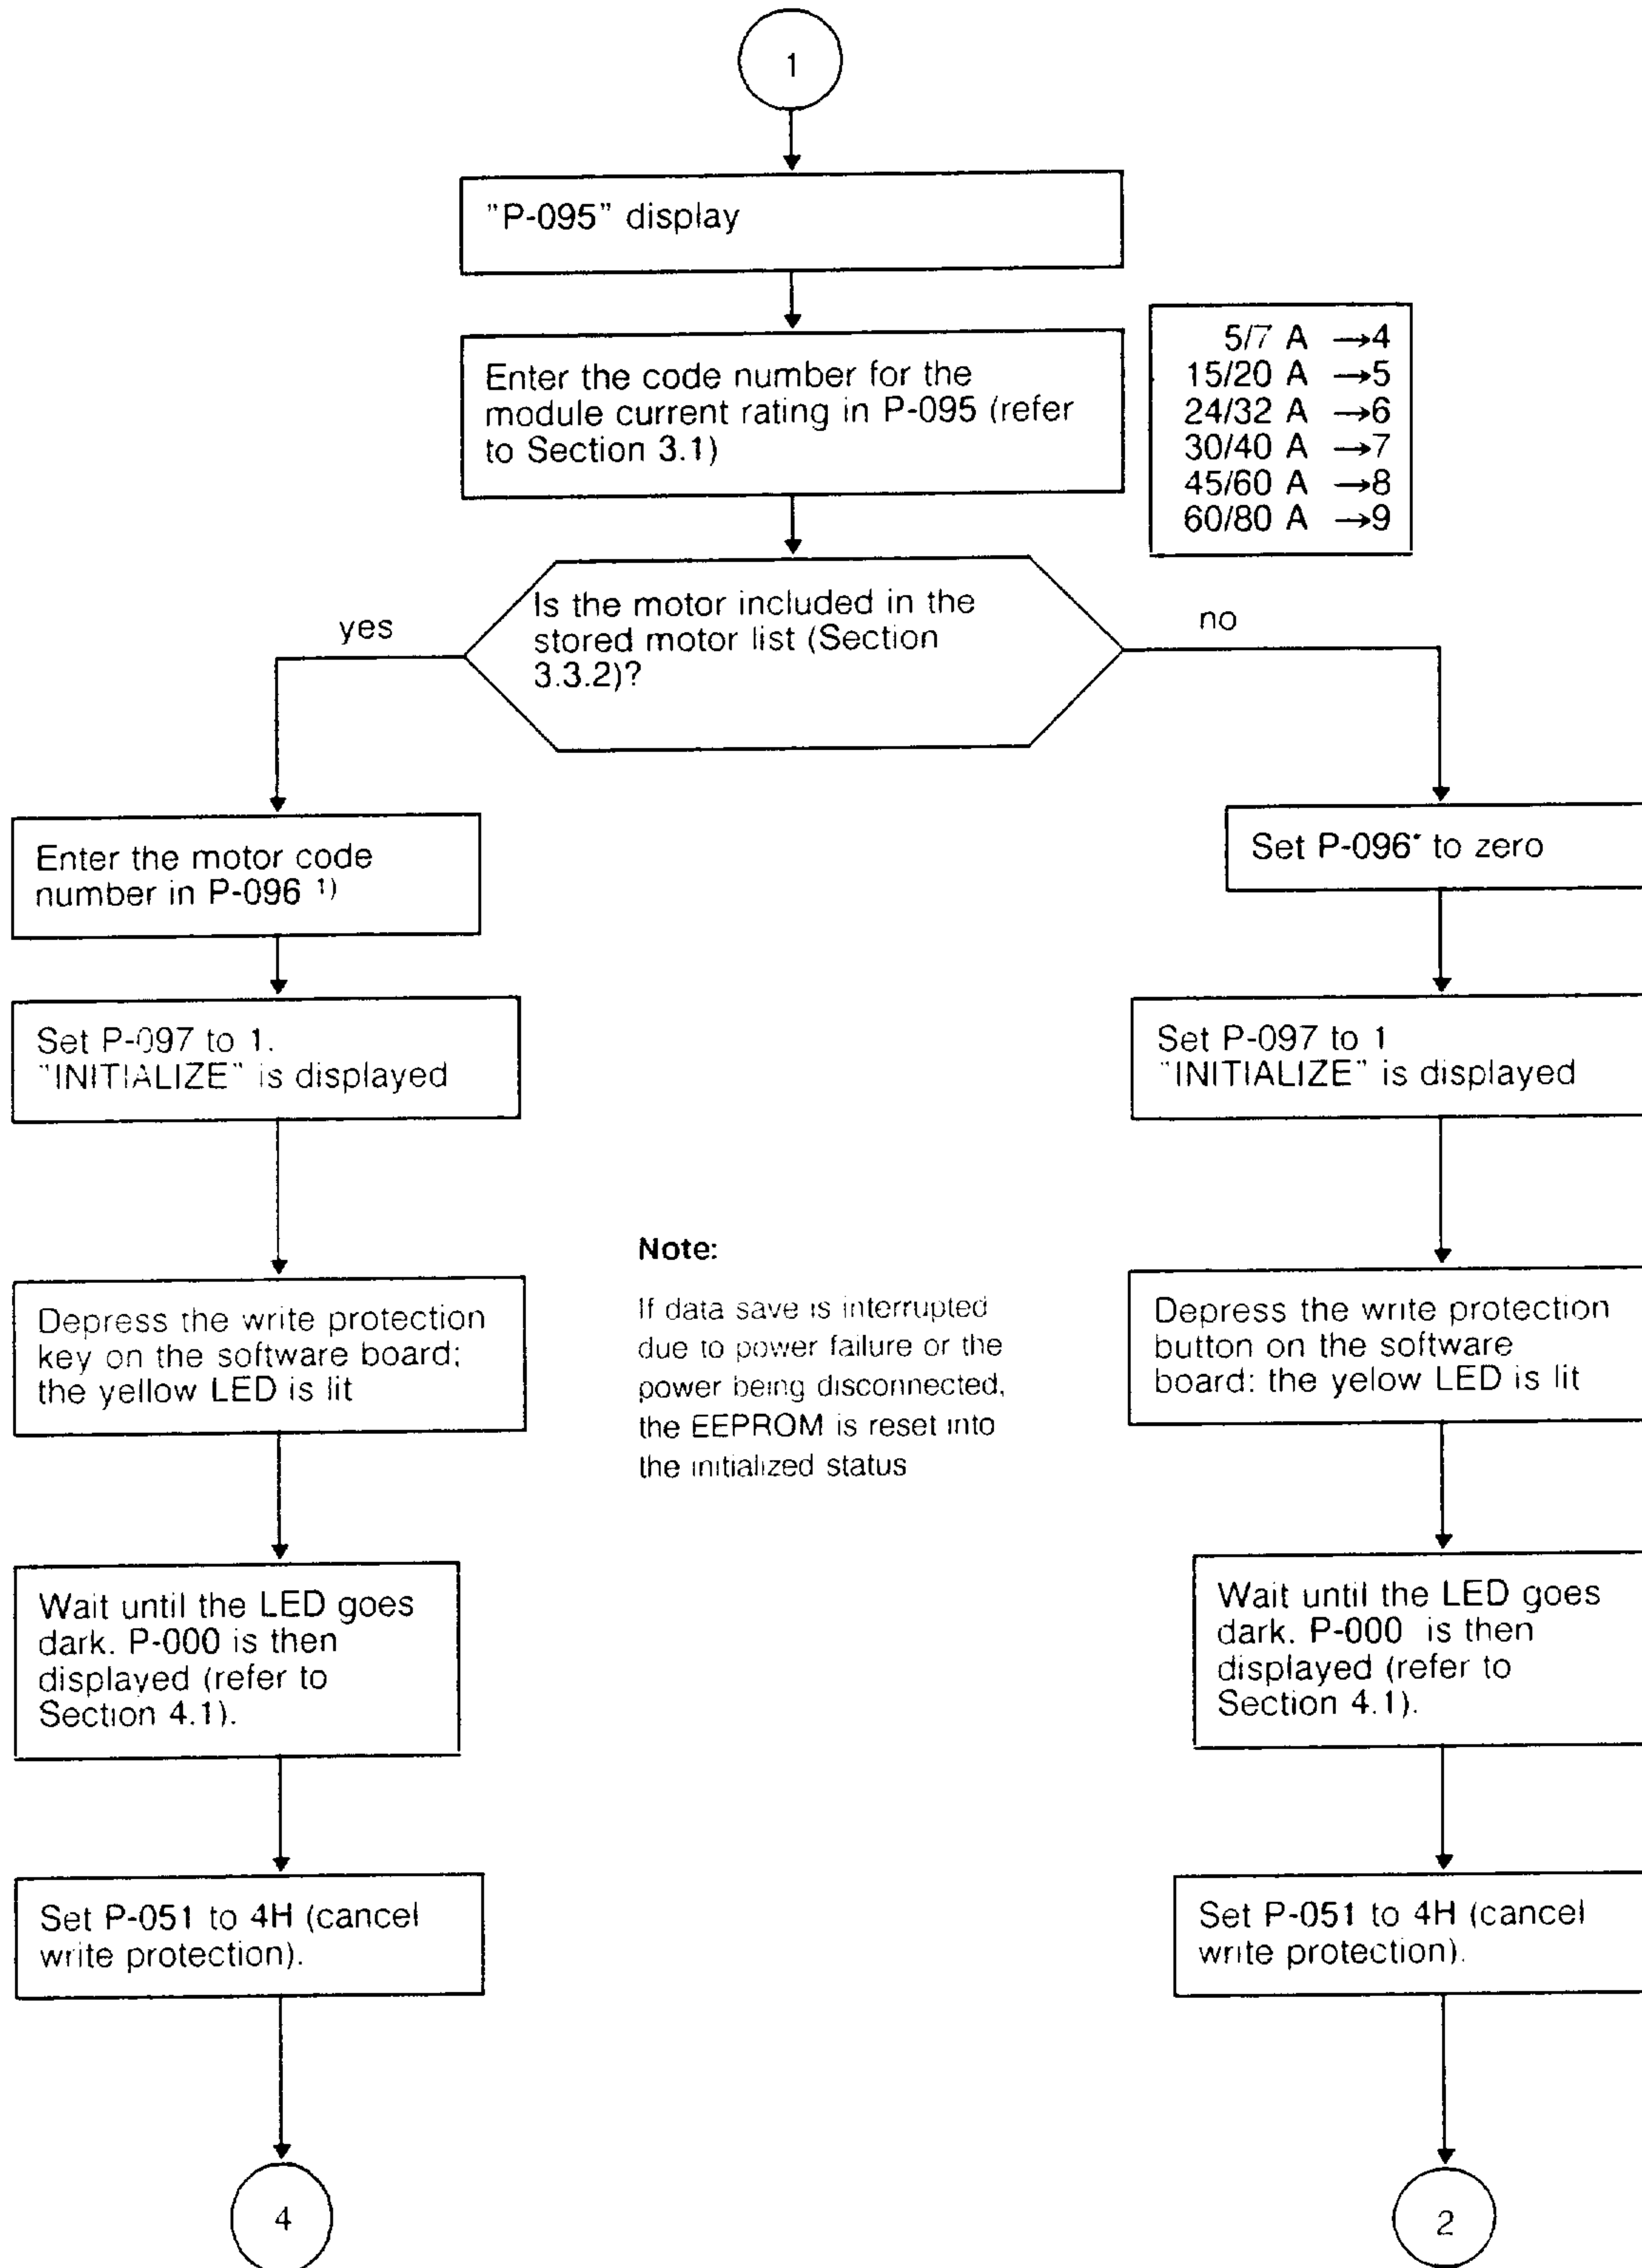 1
"P-095" display
Enter the code number for the
module current rating in P-095 (refer
to Section 3.1)
5/7 A →4
15/20 A →5
24/32 A →6
30/40 A →7
45/60 A →8
60/80 A →9
Is the motor included in the
stored motor list (Section
3.3.2)?
yes
no
Enter the motor code
number in P-096 1)
Set P-097 to 1.
"INITIALIZE" is displayed
Depress the write protection
key on the software board;
the yellow LED is lit
Wait until the LED goes
dark. P-000 is then
displayed (refer to
Section 4.1).
Set P-051 to 4H (cancel
write protection).
4
Note:
If data save is interrupted
due to power failure or the
power being disconnected,
the EEPROM is reset into
the initialized status
Set P-096* to zero
Set P-097 to 1
"INITIALIZE" is displayed
Depress the write protection
button on the software
board: the yelow LED is lit
Wait until the LED goes
dark. P-000 is then
displayed (refer to
Section 4.1).
Set P-051 to 4H (cancel
write protection).
2